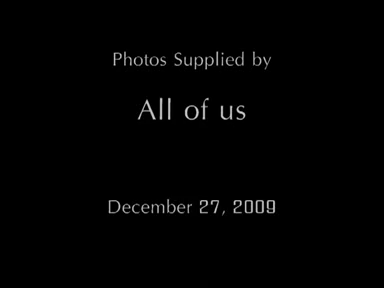 Photos Supplied by
All of us
December 27, 2009